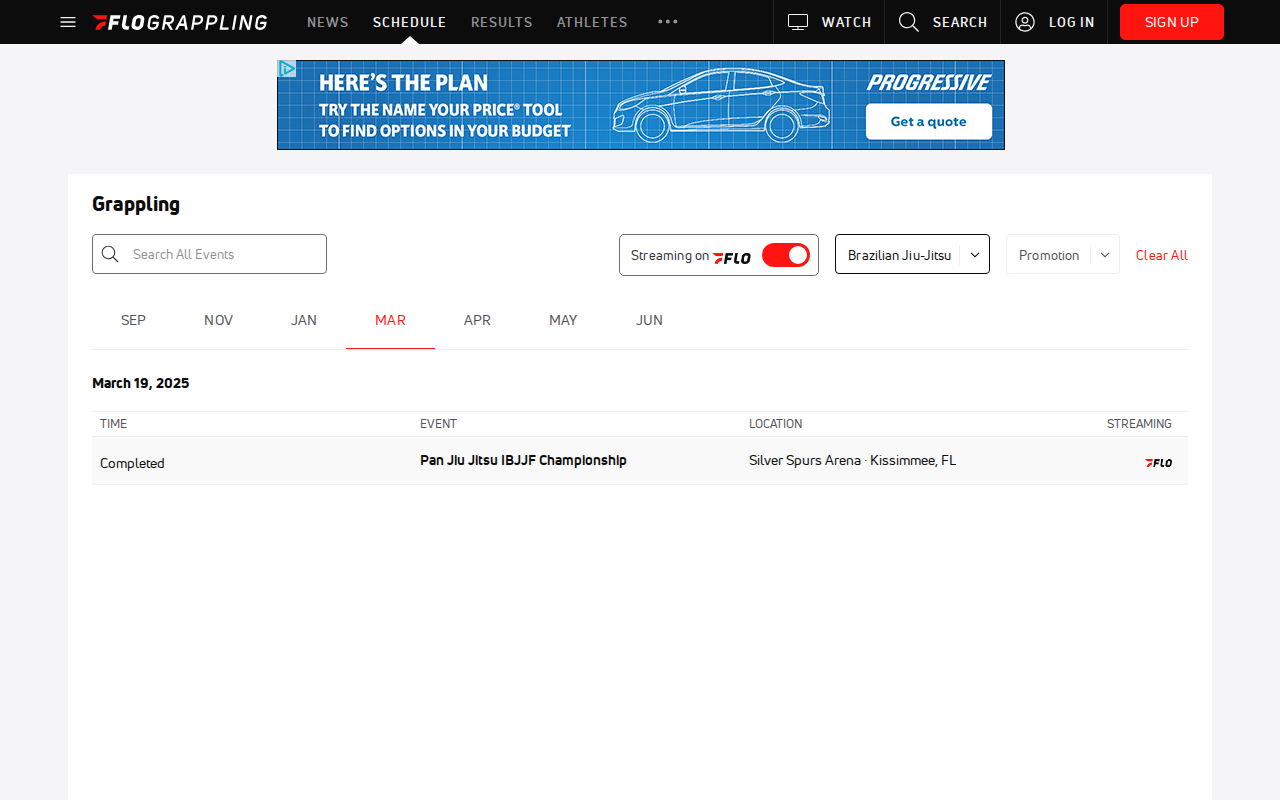 FLOGRAPPLING NEWS SCHEDULE RESULTS ATHLETES WATCH SEARCH LOG IN SIGN UP
HERE'S THE PLAN
TRY THE NAME YOUR PRICE® TOOL
TO FIND OPTIONS IN YOUR BUDGET
PROGRESSIVE
Get a quote
Grappling
Search All Events Streaming on FLO Brazilian Jiu-Jitsu Promotion Clear All
SEP NOV JAN MAR APR MAY JUN
March 19, 2025
TIME EVENT LOCATION STREAMING
Completed Pan Jiu Jitsu IBJJF Championship Silver Spurs Arena · Kissimmee, FL FLO